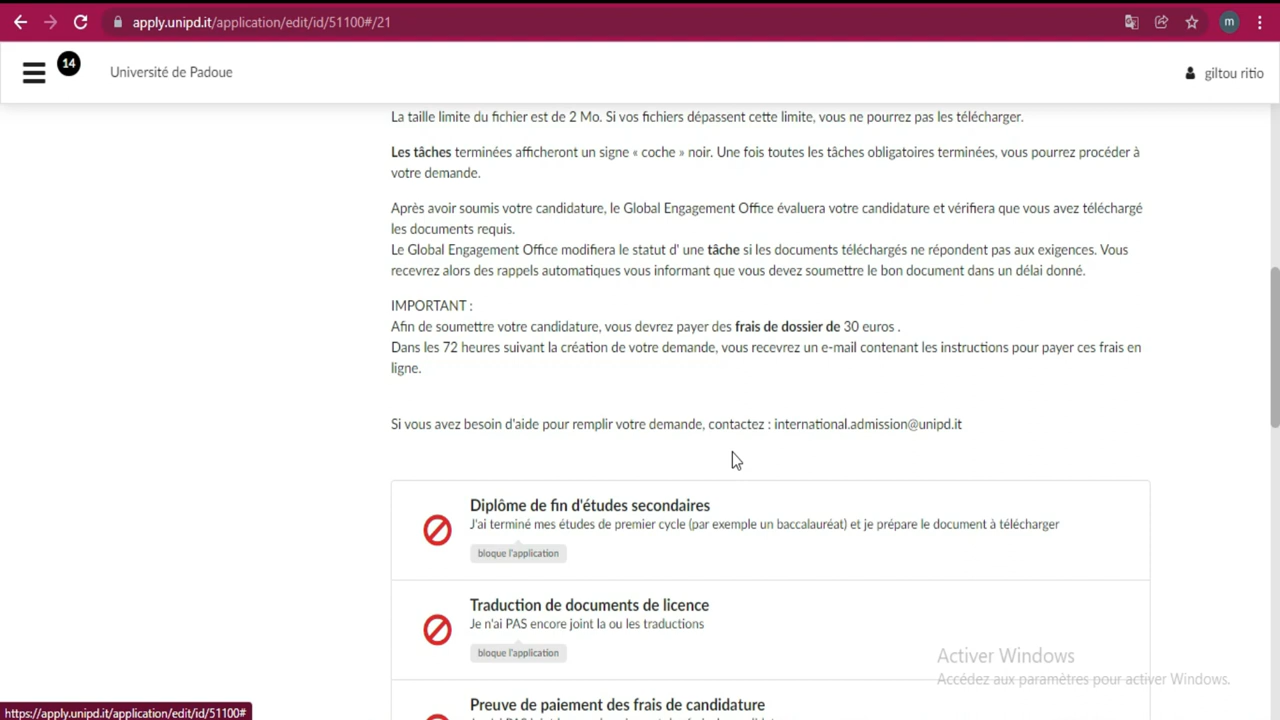 apply.unipd.it/application/edit/id/51100#/21
m
14
Université de Padoue
giltou ritio
La taille limite du fichier est de 2 Mo. Si vos fichiers dépassent cette limite, vous ne pourrez pas les télécharger.
Les tâches terminées afficheront un signe « coche » noir. Une fois toutes les tâches obligatoires terminées, vous pourrez procéder à
votre demande.
Après avoir soumis votre candidature, le Global Engagement Office évaluera votre candidature et vérifiera que vous avez téléchargé
les documents requis.
Le Global Engagement Office modifiera le statut d' une tâche si les documents téléchargés ne répondent pas aux exigences. Vous
recevrez alors des rappels automatiques vous informant que vous devez soumettre le bon document dans un délai donné.
IMPORTANT :
Afin de soumettre votre candidature, vous devrez payer des frais de dossier de 30 euros .
Dans les 72 heures suivant la création de votre demande, vous recevrez un e-mail contenant les instructions pour payer ces frais en
ligne.
Si vous avez besoin d'aide pour remplir votre demande, contactez : international.admission@unipd.it
Diplôme de fin d'études secondaires
J'ai terminé mes études de premier cycle (par exemple un baccalauréat) et je prépare le document à télécharger
bloque l'application
Traduction de documents de licence
Je n'ai PAS encore joint la ou les traductions
bloque l'application
Activer Windows
Accédez aux paramètres pour activer Windows.
Preuve de paiement des frais de candidature
https://apply.unipd.it/application/edit/id/51100#